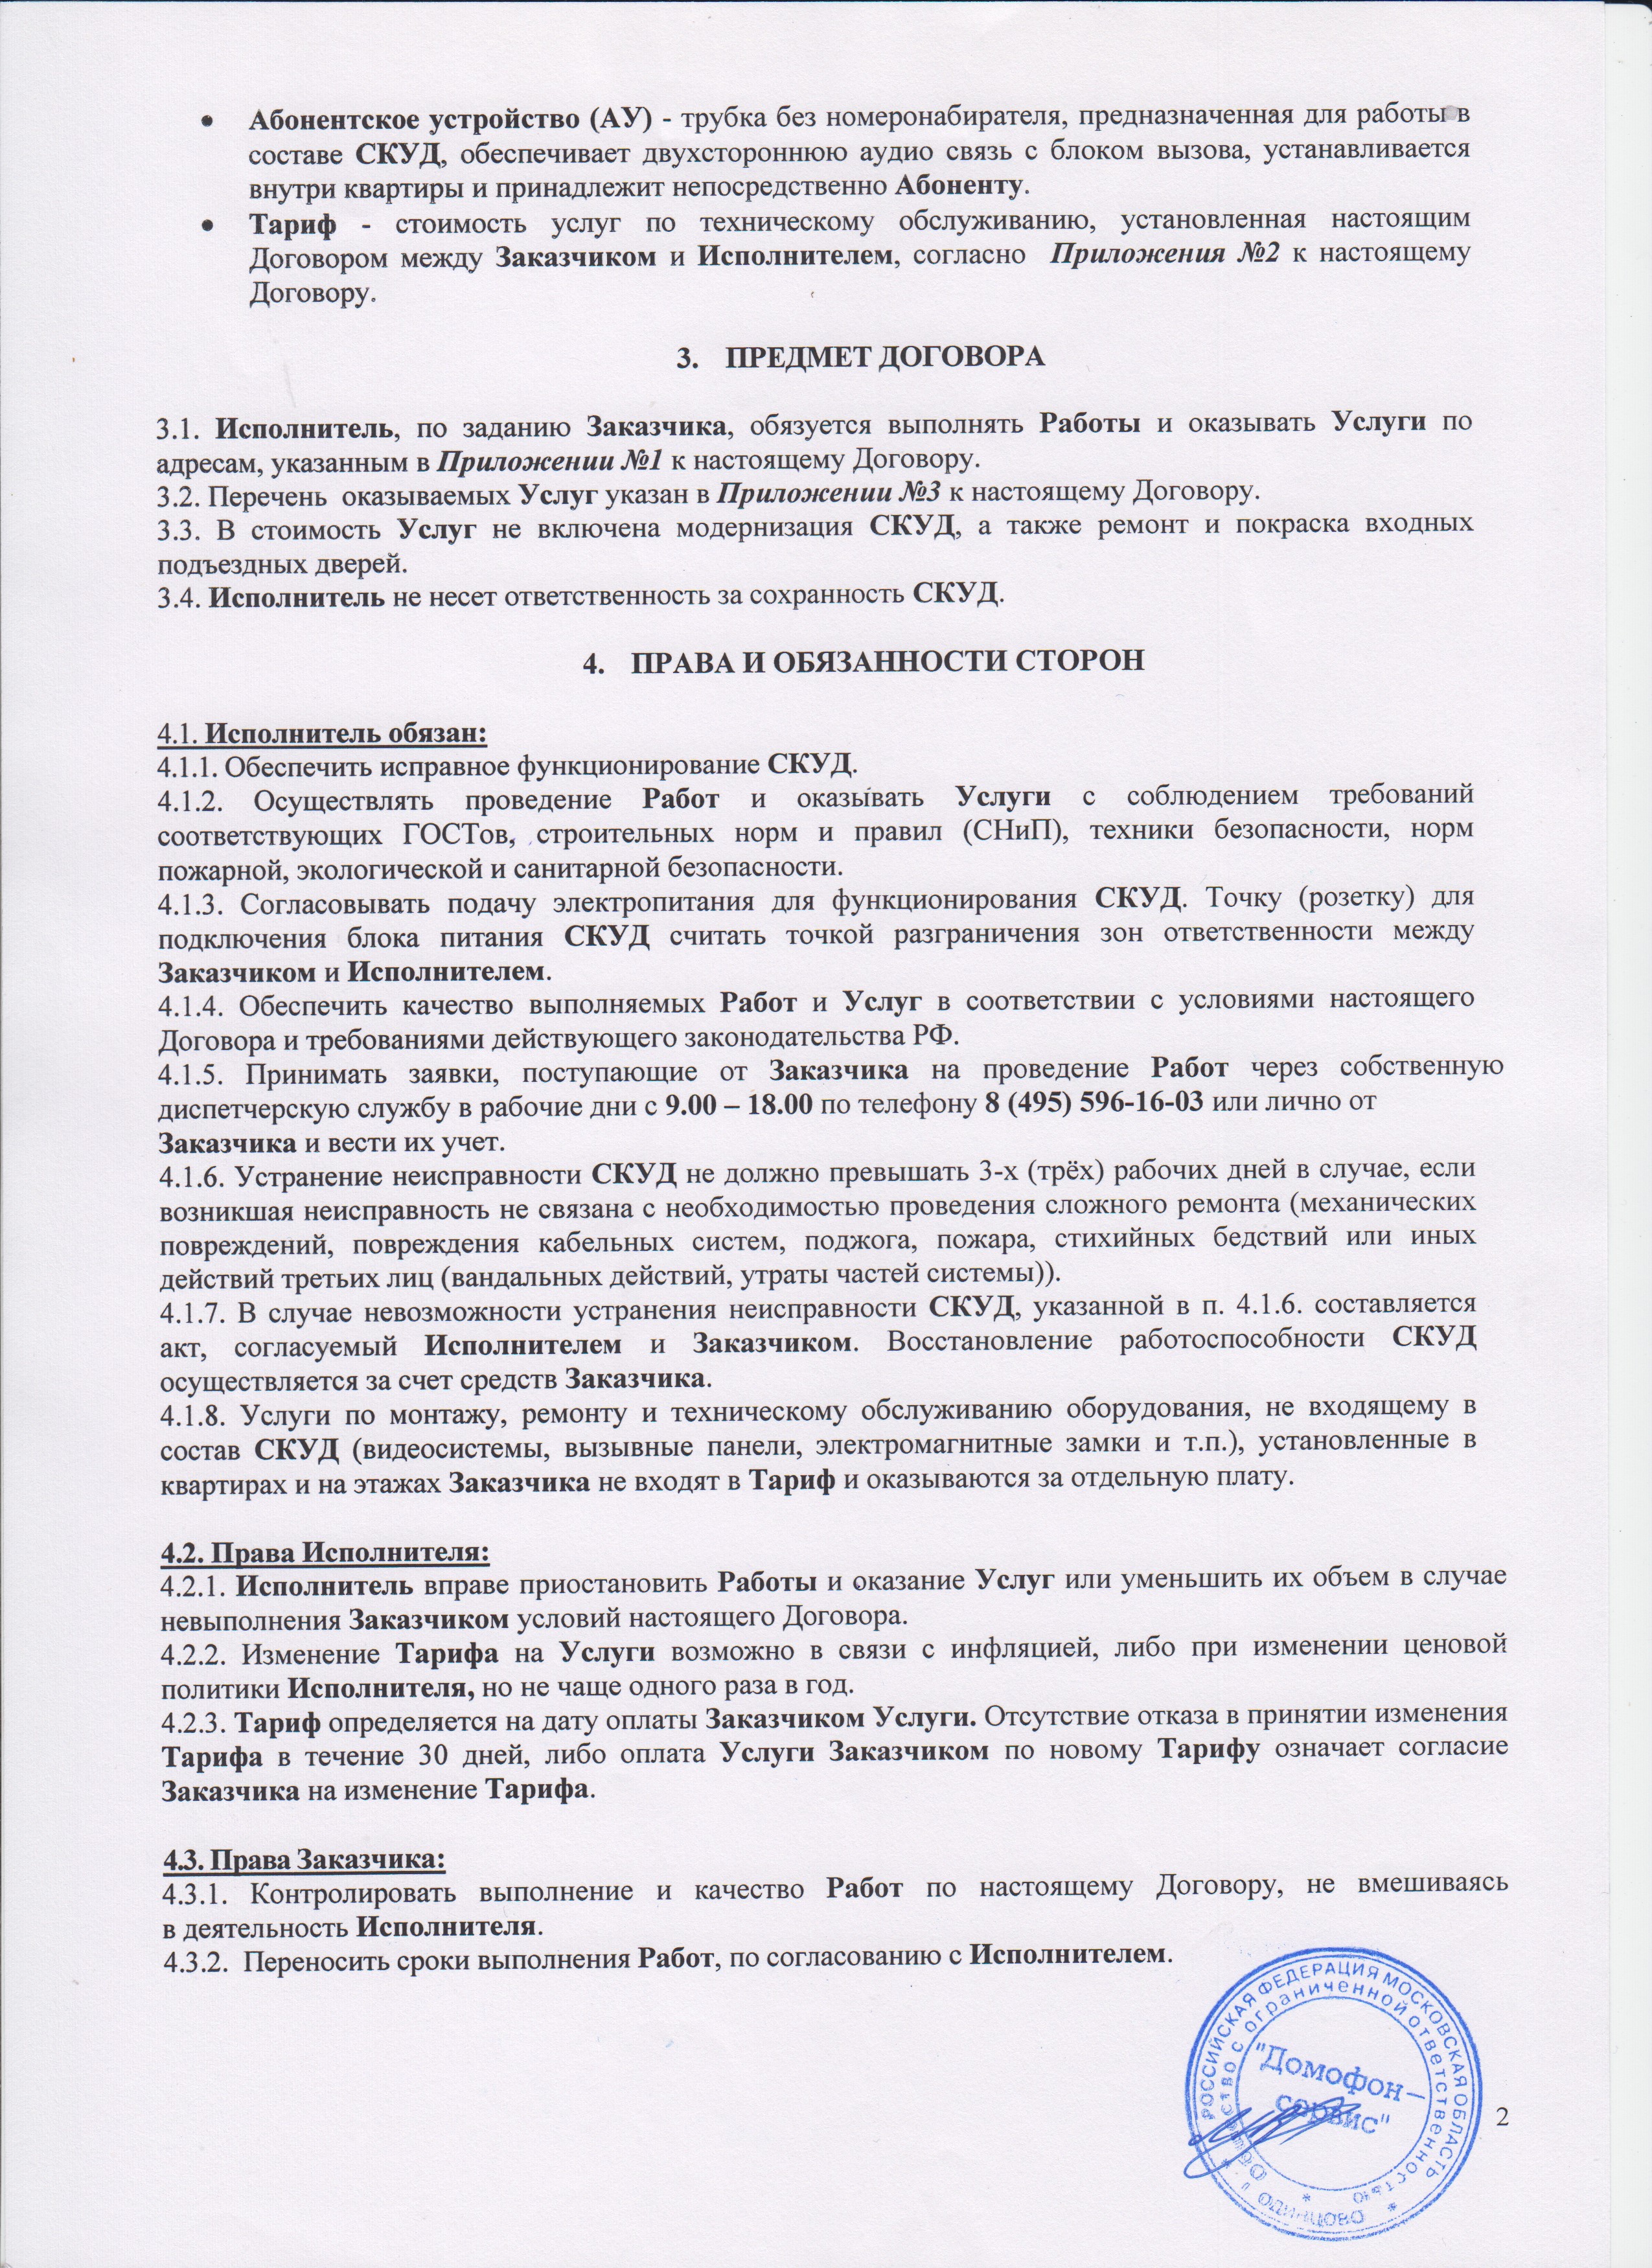 • Абонентское устройство (АУ) - трубка без номеронабирателя, предназначенная для работы в
составе СКУД, обеспечивает двухстороннюю аудио связь с блоком вызова, устанавливается
внутри квартиры и принадлежит непосредственно Абоненту.
• Тариф - стоимость услуг по техническому обслуживанию, установленная настоящим
Договором между Заказчиком и Исполнителем, согласно Приложения №2 к настоящему
Договору.
3. ПРЕДМЕТ ДОГОВОРА
3.1. Исполнитель, по заданию Заказчика, обязуется выполнять Работы и оказывать Услуги по
адресам, указанным в Приложении №1 к настоящему Договору.
3.2. Перечень оказываемых Услуг указан в Приложении №3 к настоящему Договору.
3.3. В стоимость Услуг не включена модернизация СКУД, а также ремонт и покраска входных
подъездных дверей.
3.4. Исполнитель не несет ответственность за сохранность СКУД.
4. ПРАВА И ОБЯЗАННОСТИ СТОРОН
4.1. Исполнитель обязан:
4.1.1. Обеспечить исправное функционирование СКУД.
4.1.2. Осуществлять проведение Работ и оказывать Услуги с соблюдением требований
соответствующих ГОСТов, строительных норм и правил (СНиП), техники безопасности, норм
пожарной, экологической и санитарной безопасности.
4.1.3. Согласовывать подачу электропитания для функционирования СКУД. Точку (розетку) для
подключения блока питания СКУД считать точкой разграничения зон ответственности между
Заказчиком и Исполнителем.
4.1.4. Обеспечить качество выполняемых Работ и Услуг в соответствии с условиями настоящего
Договора и требованиями действующего законодательства РФ.
4.1.5. Принимать заявки, поступающие от Заказчика на проведение Работ через собственную
диспетчерскую службу в рабочие дни с 9.00 – 18.00 по телефону 8 (495) 596-16-03 или лично от
Заказчика и вести их учет.
4.1.6. Устранение неисправности СКУД не должно превышать 3-х (трёх) рабочих дней в случае, если
возникшая неисправность не связана с необходимостью проведения сложного ремонта (механических
повреждений, повреждения кабельных систем, поджога, пожара, стихийных бедствий или иных
действий третьих лиц (вандальных действий, утраты частей системы)).
4.1.7. В случае невозможности устранения неисправности СКУД, указанной в п. 4.1.6. составляется
акт, согласуемый Исполнителем и Заказчиком. Восстановление работоспособности СКУД
осуществляется за счет средств Заказчика.
4.1.8. Услуги по монтажу, ремонту и техническому обслуживанию оборудования, не входящему в
состав СКУД (видеосистемы, вызывные панели, электромагнитные замки и т.п.), установленные в
квартирах и на этажах Заказчика не входят в Тариф и оказываются за отдельную плату.
4.2. Права Исполнителя:
4.2.1. Исполнитель вправе приостановить Работы и оказание Услуг или уменьшить их объем в случае
невыполнения Заказчиком условий настоящего Договора.
4.2.2. Изменение Тарифа на Услуги возможно в связи с инфляцией, либо при изменении ценовой
политики Исполнителя, но не чаще одного раза в год.
4.2.3. Тариф определяется на дату оплаты Заказчиком Услуги. Отсутствие отказа в принятии изменения
Тарифа в течение 30 дней, либо оплата Услуги Заказчиком по новому Тарифу означает согласие
Заказчика на изменение Тарифа.
4.3. Права Заказчика:
4.3.1. Контролировать выполнение и качество Работ по настоящему Договору, не вмешиваясь
в деятельность Исполнителя.
4.3.2. Переносить сроки выполнения Работ, по согласованию с Исполнителем.
РОССИЙСКАЯ ФЕДЕРАЦИЯ МОСКОВСКАЯ ОБЛАСТЬ
* г. ОДИНЦОВО *
Общество с ограниченной ответственностью *
"Домофон–
сервис"
2